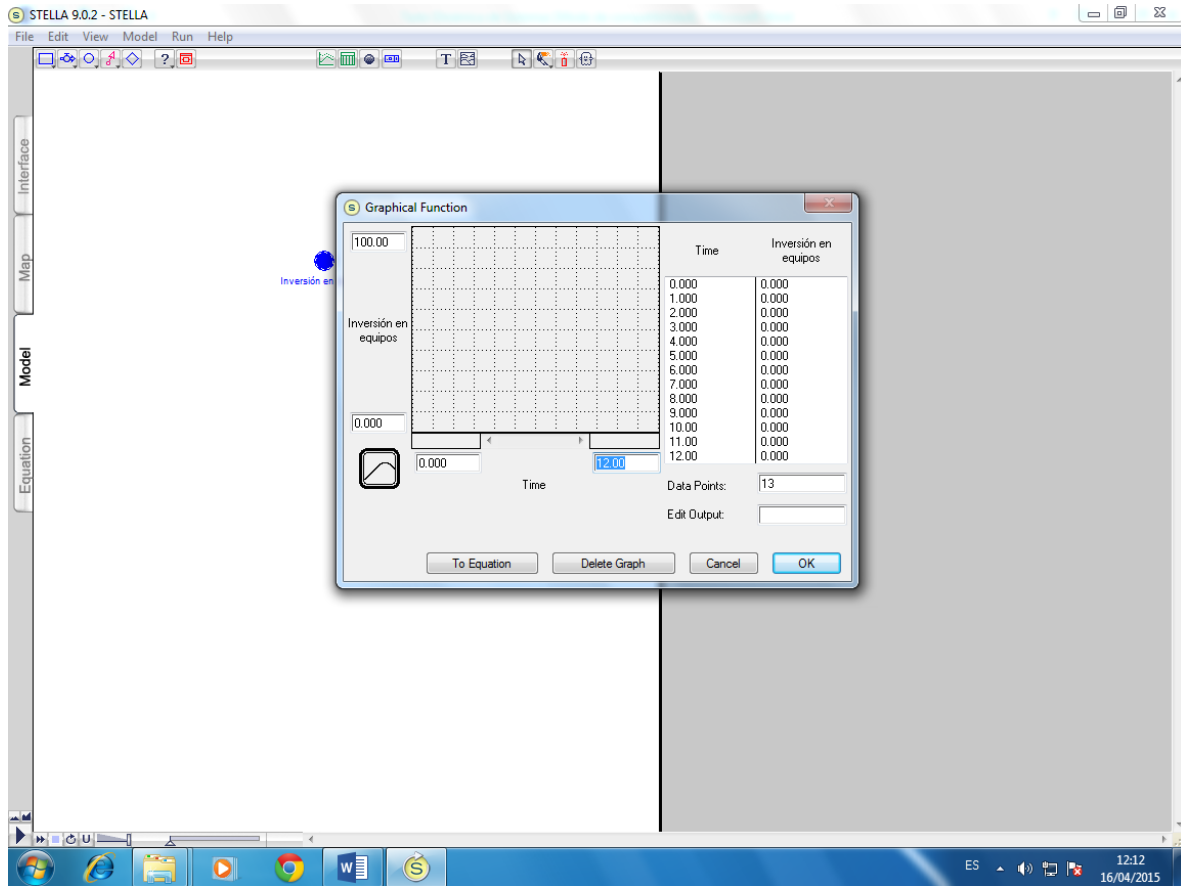 STELLA 9.0.2 - STELLA
File Edit View Model Run Help
T
?
Interface
Map
Model
Equation
Inversión en
Graphical Function
100.00
Inversión en
equipos
0.000
0.000
12.00
Time
Time
Inversión en
equipos
0.000 0.000
1.000 0.000
2.000 0.000
3.000 0.000
4.000 0.000
5.000 0.000
6.000 0.000
7.000 0.000
8.000 0.000
9.000 0.000
10.00 0.000
11.00 0.000
12.00 0.000
Data Points: 13
Edit Output:
To Equation Delete Graph Cancel OK
U
ES
12:12
16/04/2015